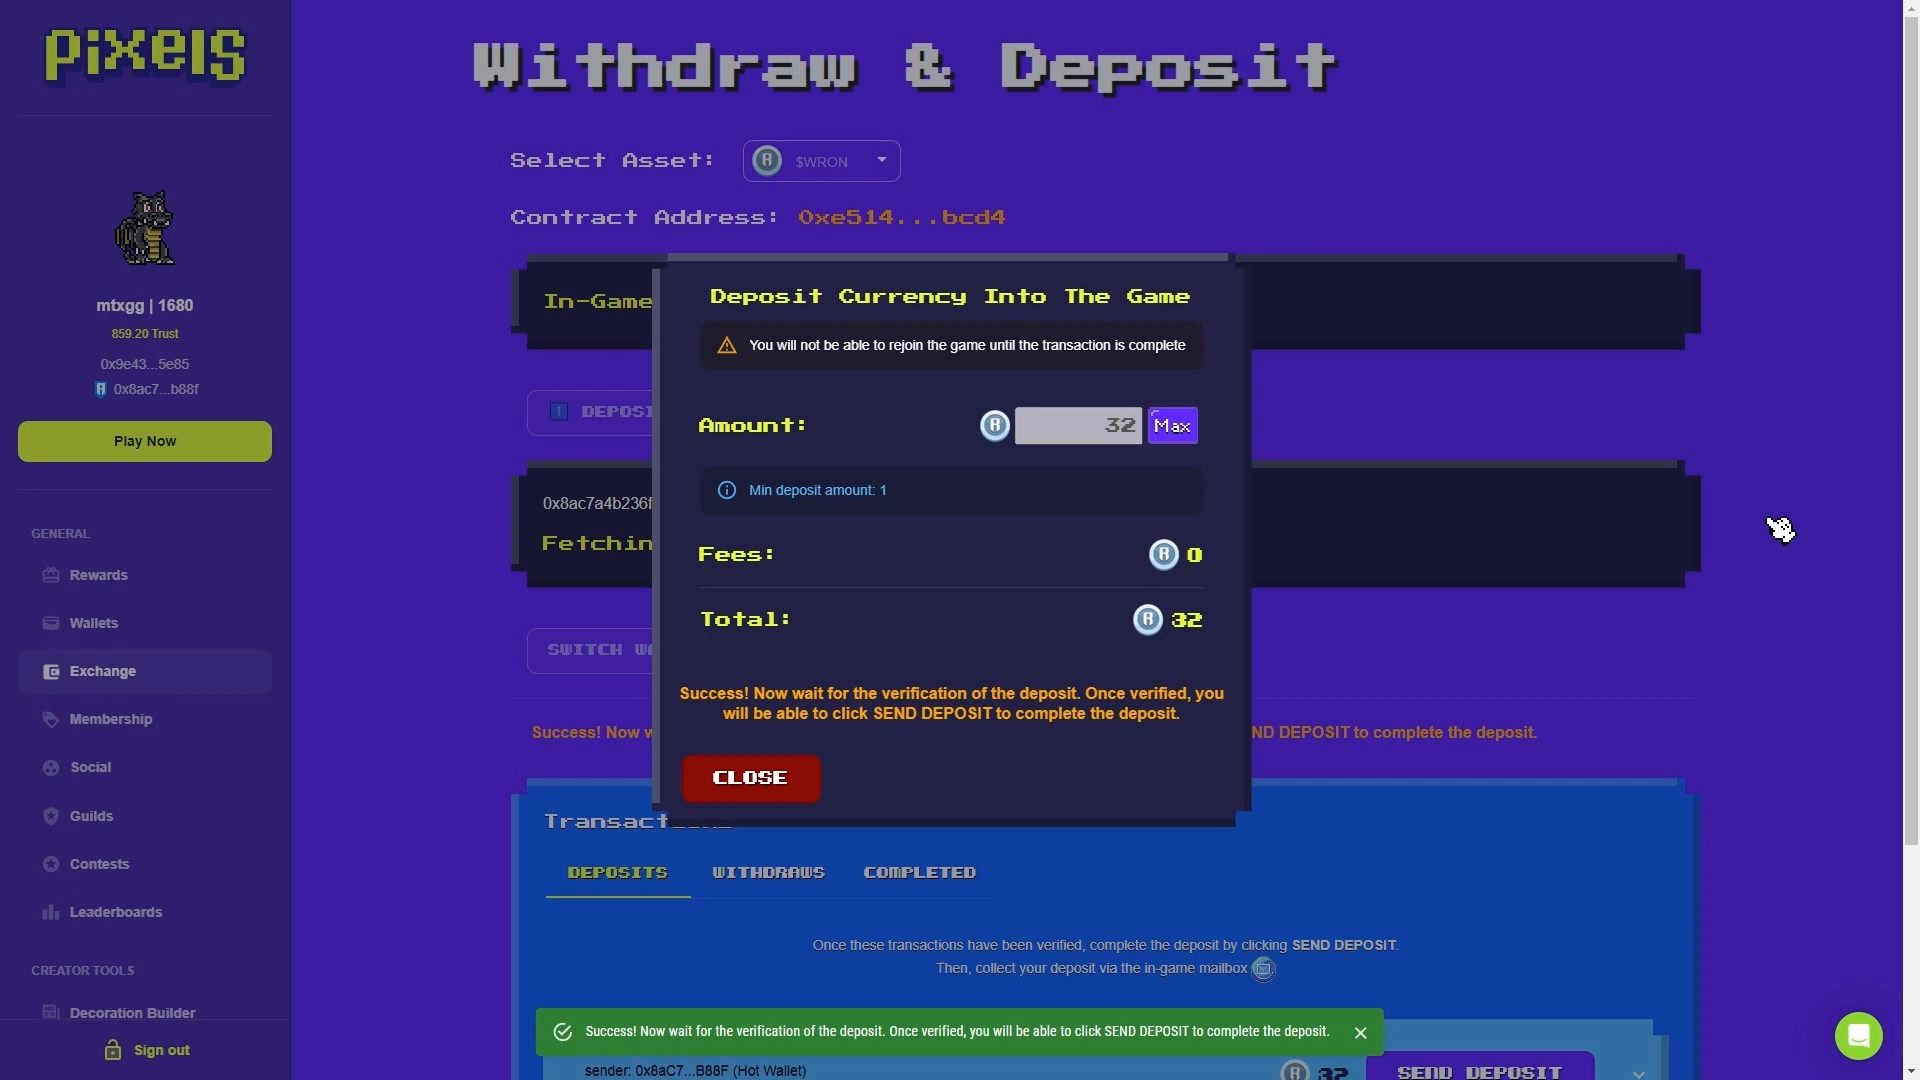 pixels
mtxgg | 1680
859.20 Trust
0x9e43...5e85
0x8ac7...b88f
Play Now
GENERAL
Rewards
Wallets
Exchange
Membership
Social
Guilds
Contests
Leaderboards
CREATOR TOOLS
Decoration Builder
Sign out
Withdraw & Deposit
Select Asset: $WRON
Contract Address: 0xe514...bcd4
In-Game
DEPOSI
0x8ac7a4b236f
Fetchin
SWITCH WA
Success! Now w
ND DEPOSIT to complete the deposit.
Deposit Currency Into The Game
You will not be able to rejoin the game until the transaction is complete
Amount: 32 Max
Min deposit amount: 1
Fees: 0
Total: 32
Success! Now wait for the verification of the deposit. Once verified, you
will be able to click SEND DEPOSIT to complete the deposit.
CLOSE
Transactions
DEPOSITS WITHDRAWS COMPLETED
Once these transactions have been verified, complete the deposit by clicking SEND DEPOSIT.
Then, collect your deposit via the in-game mailbox
Success! Now wait for the verification of the deposit. Once verified, you will be able to click SEND DEPOSIT to complete the deposit.
sender: 0x8aC7...B88F (Hot Wallet) 32 SEND DEPOSIT